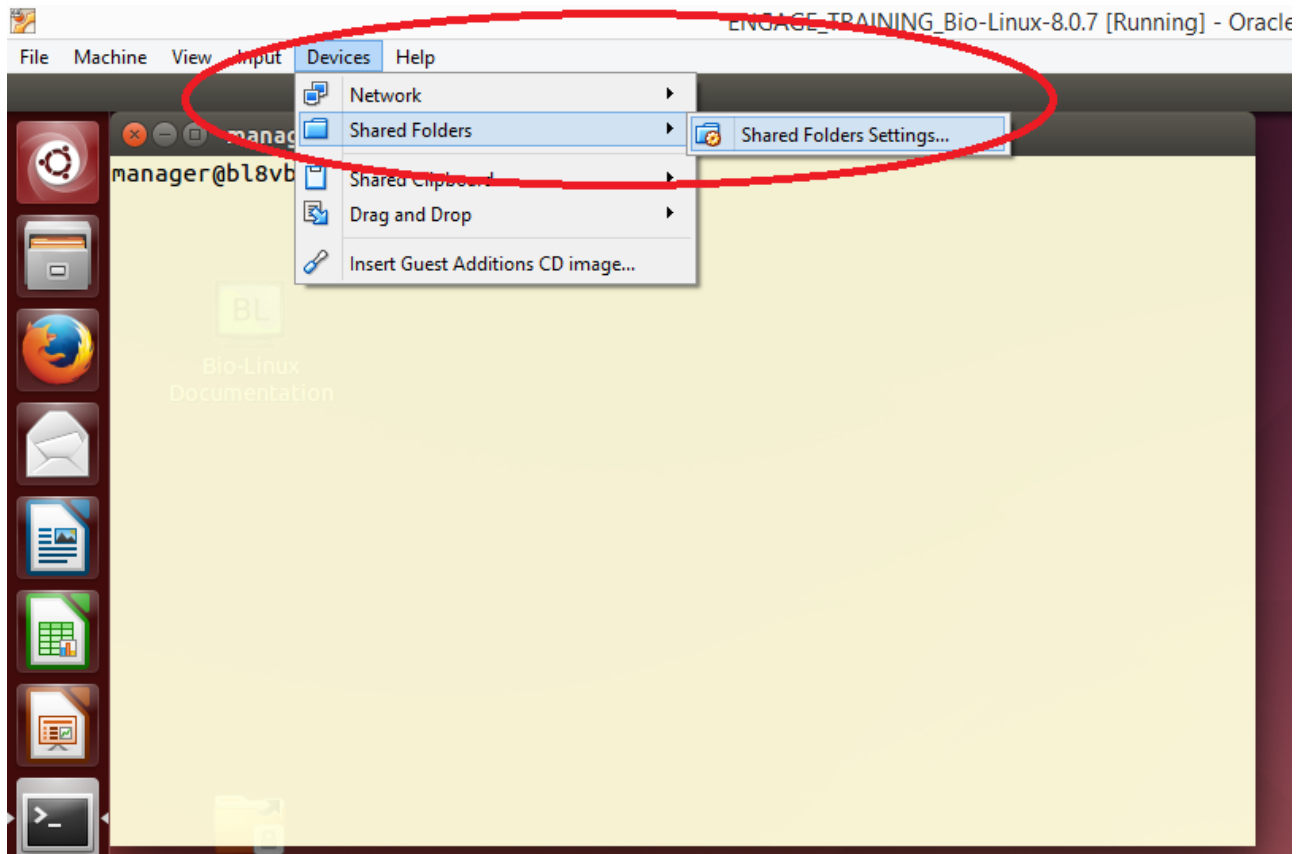 ENGAGE_TRAINING_Bio-Linux-8.0.7 [Running] - Oracle
File Machine View Input Devices Help
Network
Shared Folders
Shared Folders Settings...
manager@bl8vb
Shared Clipboard
Drag and Drop
Insert Guest Additions CD image...
BL
Bio-Linux
Documentation
>_